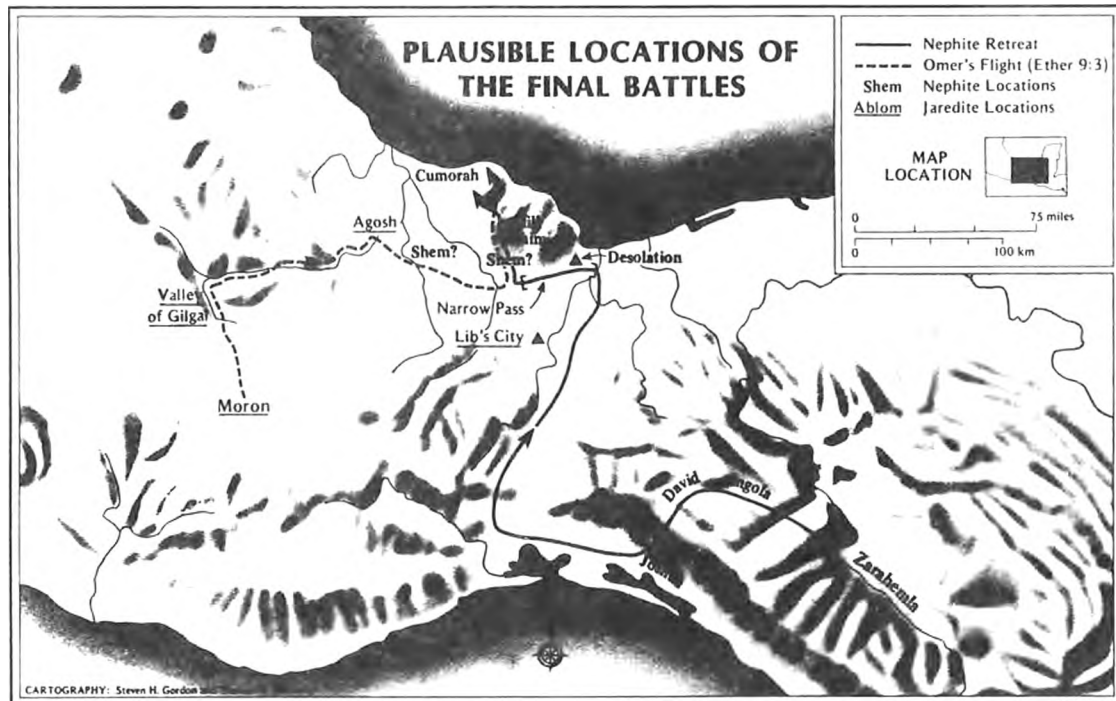 PLAUSIBLE LOCATIONS OF
THE FINAL BATTLES
Nephite Retreat
Omer's Flight (Ether 9:3)
Shem Nephite Locations
Ablom Jaredite Locations
MAP
LOCATION
0 75 miles
0 100 km
Cumorah
Agosh
Shem?
Shem?
Desolation
Valley
of Gilgal
Narrow Pass
Lib's City
Moron
David
Zarahemla
CARTOGRAPHY: Steven H. Gordon